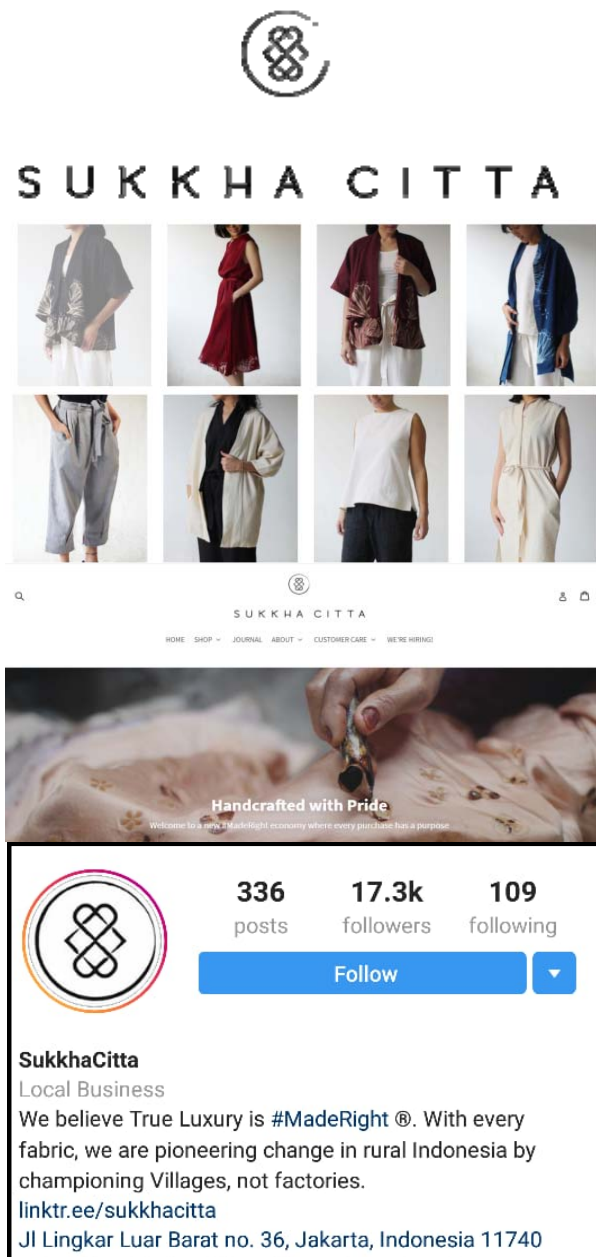 SUKKHA CITTA
SUKKHA CITTA
HOME SHOP JOURNAL ABOUT CUSTOMER CARE WE'RE HIRING!
Handcrafted with Pride
Welcome to a new #MadeRight economy where every purchase has a purpose
336 17.3k 109
posts followers following
Follow
SukkhaCitta
Local Business
We believe True Luxury is #MadeRight ®. With every
fabric, we are pioneering change in rural Indonesia by
championing Villages, not factories.
linktr.ee/sukkhacitta
Jl Lingkar Luar Barat no. 36, Jakarta, Indonesia 11740